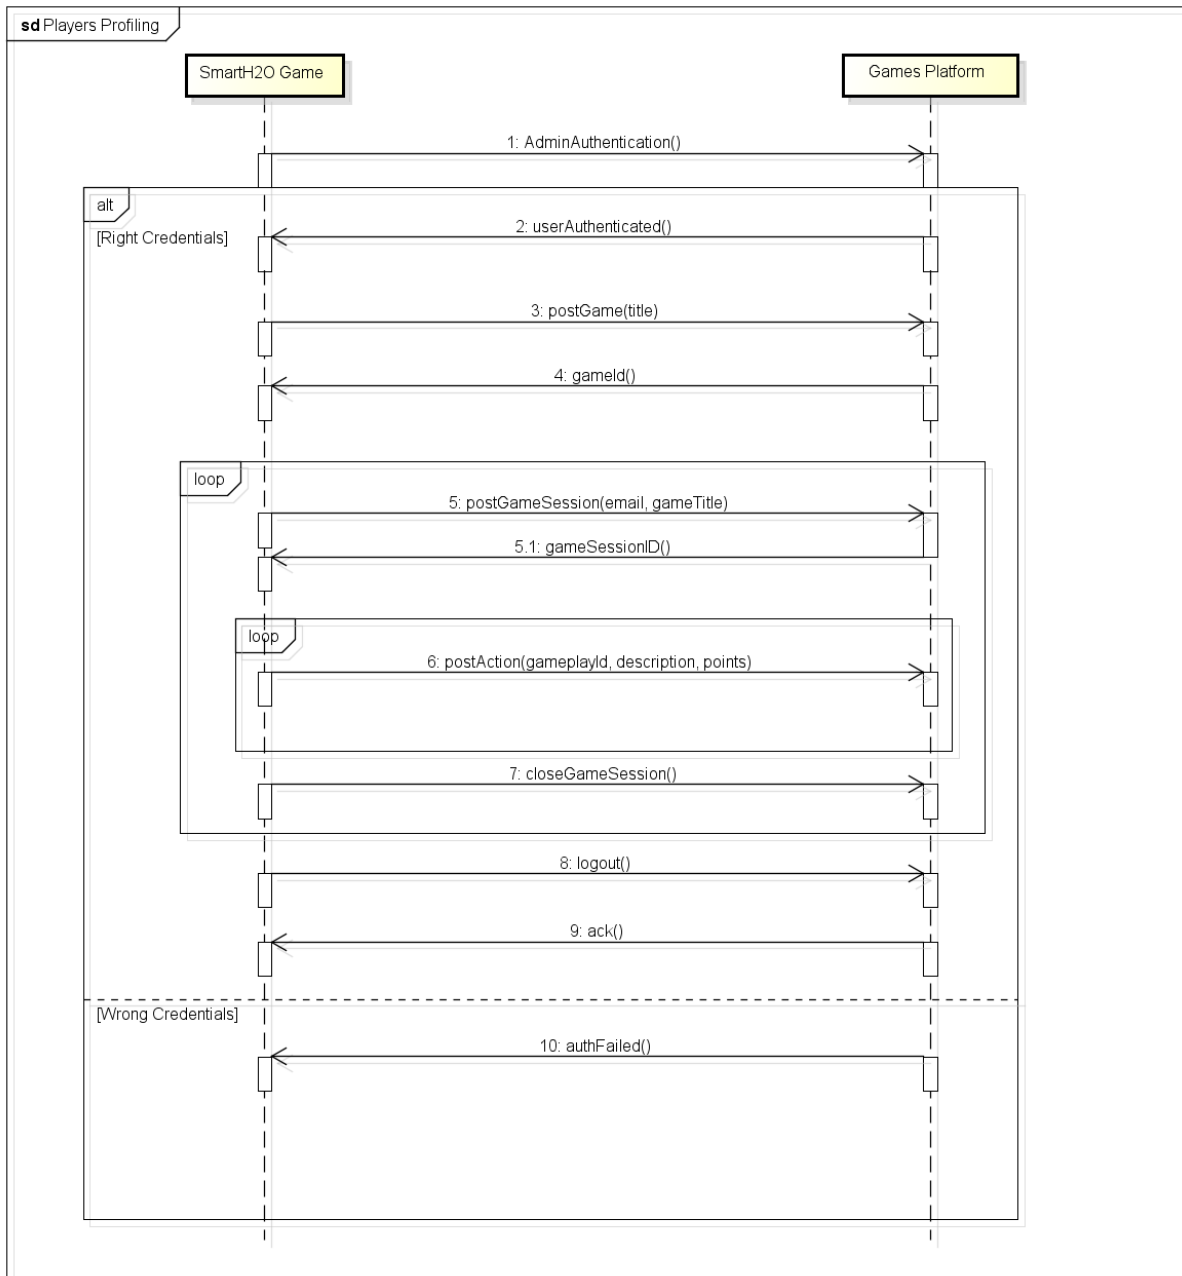 sd Players Profiling
SmartH2O Game
Games Platform
1: AdminAuthentication()
alt
2: userAuthenticated()
[Right Credentials]
3: postGame(title)
4: gameId()
loop
5: postGameSession(email, gameTitle)
5.1: gameSessionID()
loop
6: postAction(gameplayId, description, points)
7: closeGameSession()
8: logout()
9: ack()
[Wrong Credentials]
10: authFailed()